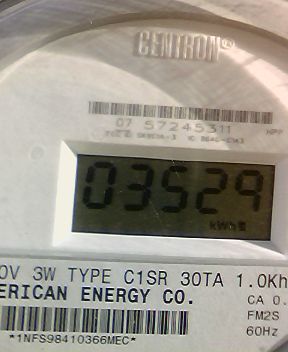 CENTRON®
07 57245311
03529
kWh
0V 3W TYPE C1SR 30TA 1.0Kh
ERICAN ENERGY CO.
CA 0.
FM2S
*1NFS98410366MEC*
60Hz